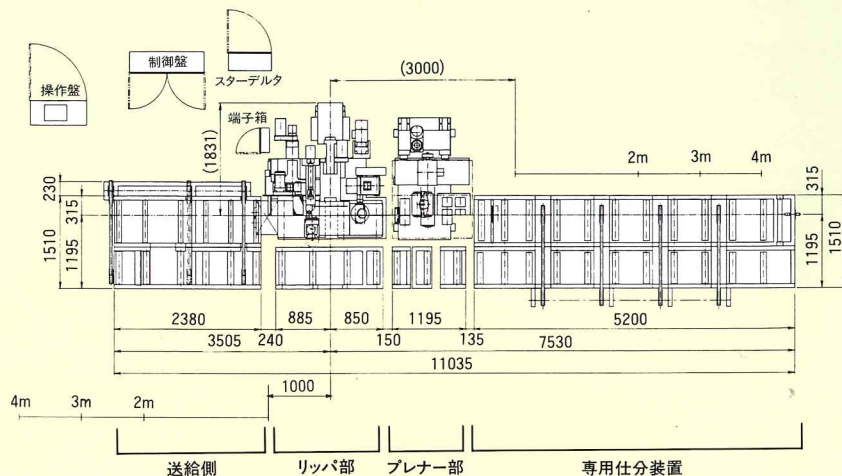 操作盤
制御盤
スターデルタ
端子箱
(3000)
(1831)
2m 3m 4m
230
315
1510
1195
315
1195
1510
2380 885 850 1195 5200
3505 240 150 135 7530
11035
1000
4m 3m 2m
送給側 リッパ部 プレナー部 専用仕分装置